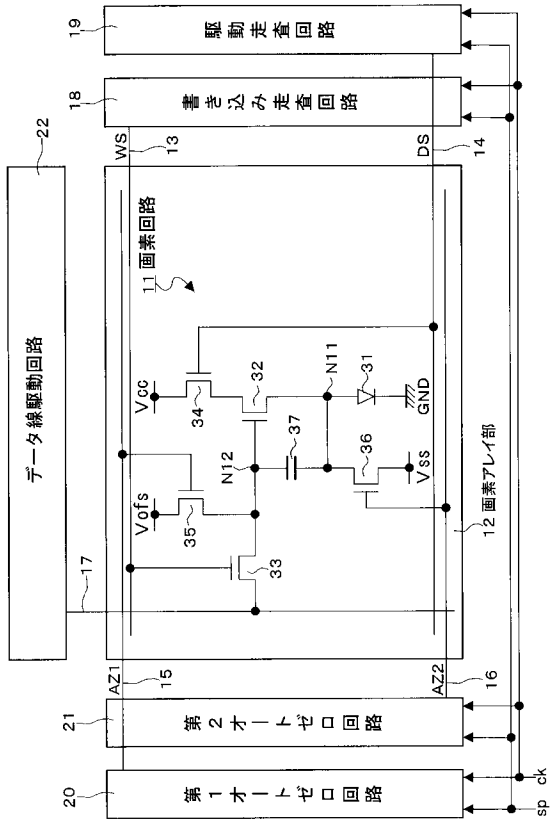 データ線駆動回路
22
17
20
第1オートゼロ回路
21
第2オートゼロ回路
AZ1
15
AZ2
16
sp
ck
18
書き込み走査回路
19
駆動走査回路
WS
13
DS
14
11 画素回路
12 画素アレイ部
Vofs
35
33
Vcc
34
32
N12
37
N11
31
GND
36
Vss